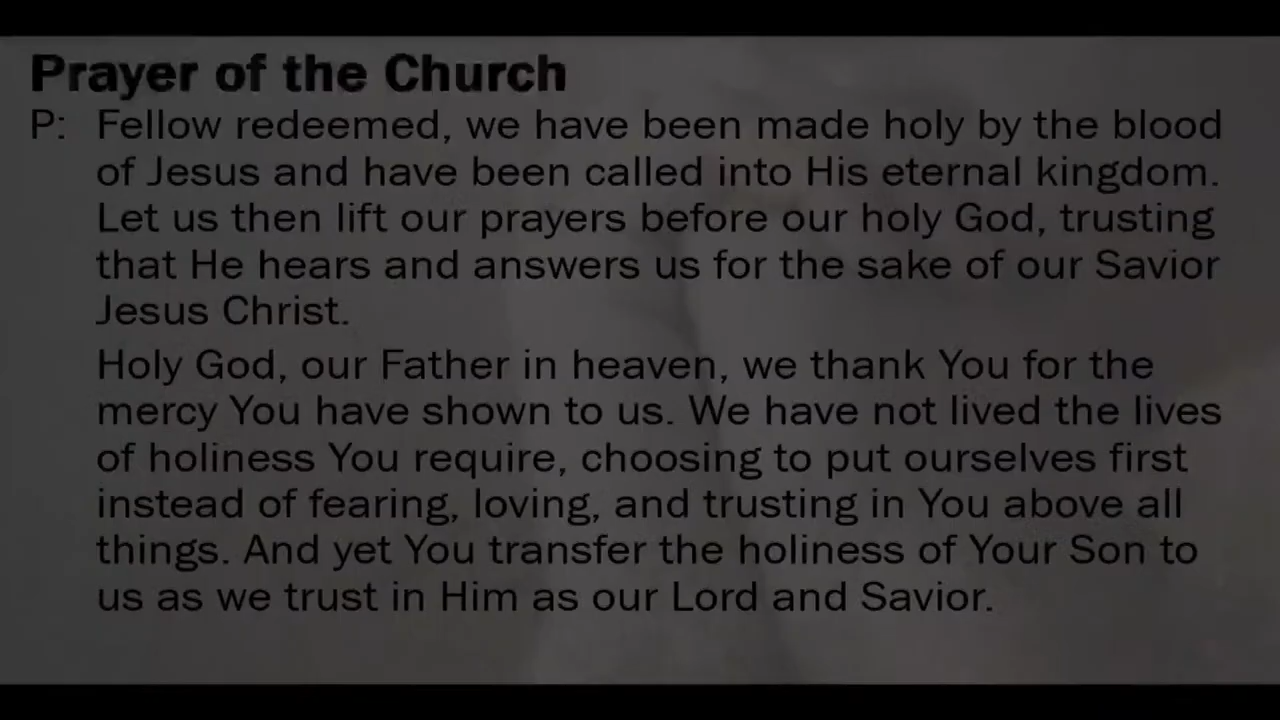 Prayer of the Church
P: Fellow redeemed, we have been made holy by the blood
of Jesus and have been called into His eternal kingdom.
Let us then lift our prayers before our holy God, trusting
that He hears and answers us for the sake of our Savior
Jesus Christ.
Holy God, our Father in heaven, we thank You for the
mercy You have shown to us. We have not lived the lives
of holiness You require, choosing to put ourselves first
instead of fearing, loving, and trusting in You above all
things. And yet You transfer the holiness of Your Son to
us as we trust in Him as our Lord and Savior.